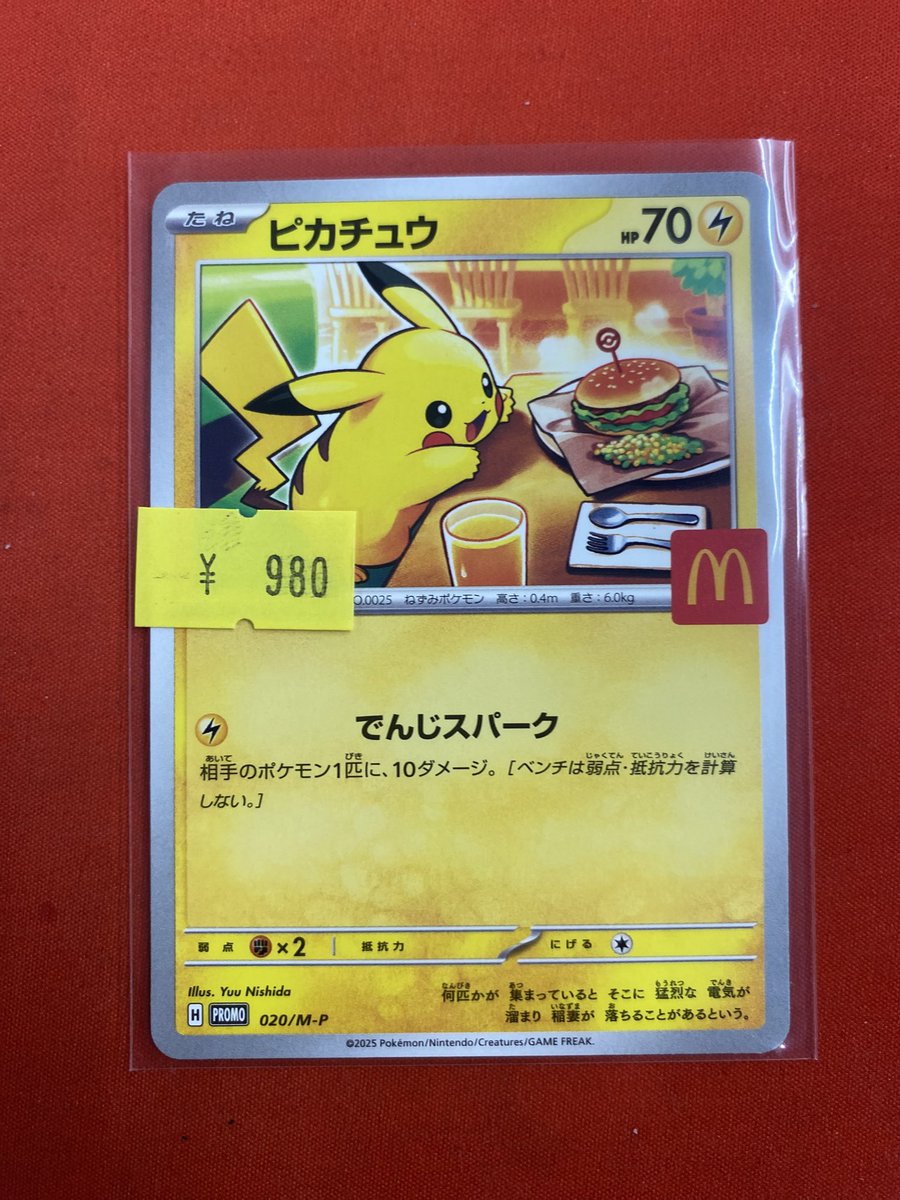 たね
ピカチュウ
HP70
¥ 980
O.0025 ねずみポケモン 高さ:0.4m 重さ:6.0kg
でんじスパーク
相手のポケモン1匹に、10ダメージ。[ベンチは弱点・抵抗力を計算
しない。]
弱点 ×2 抵抗力 にげる
Illus. Yuu Nishida
何匹かが 集まっていると そこに 猛烈な 電気が
溜まり 稲妻が 落ちることがあるという。
H PROMO 020/M-P
©2025 Pokémon/Nintendo/Creatures/GAME FREAK.